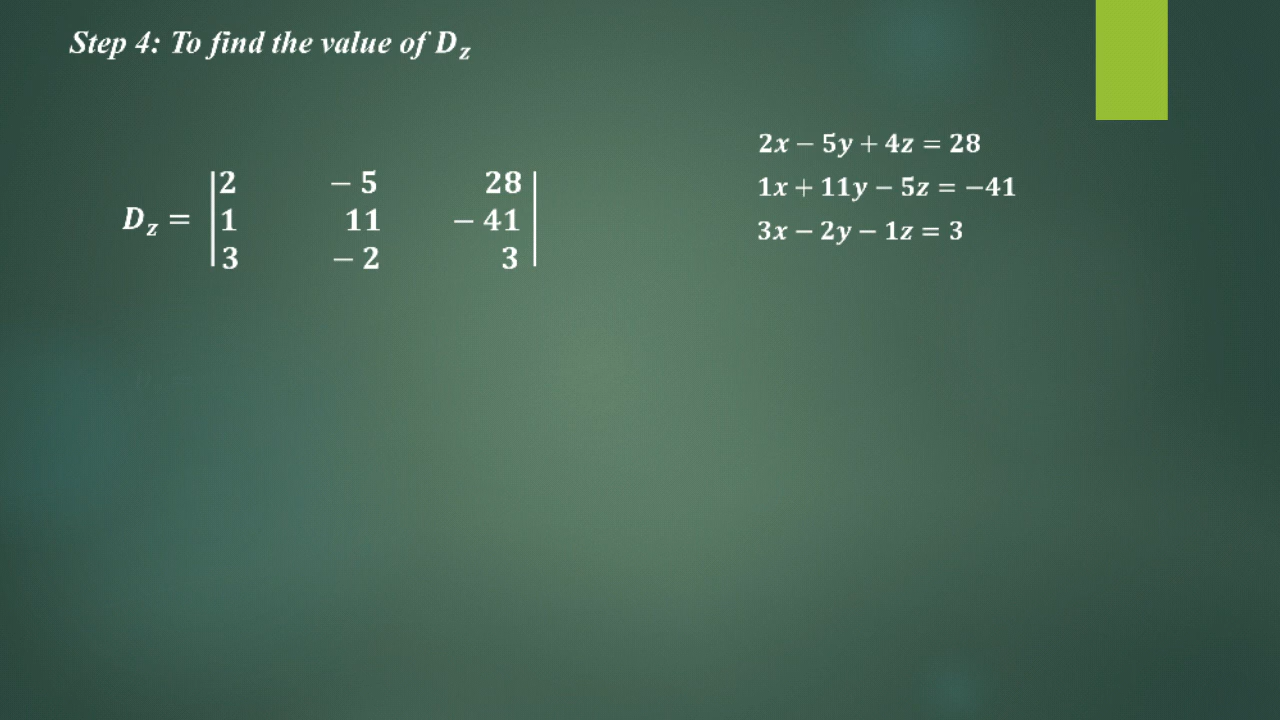 Step 4: To find the value of D_z
D_z = |2 − 5 28|
|1 11 − 41|
|3 − 2 3|
2x − 5y + 4z = 28
1x + 11y − 5z = −41
3x − 2y − 1z = 3